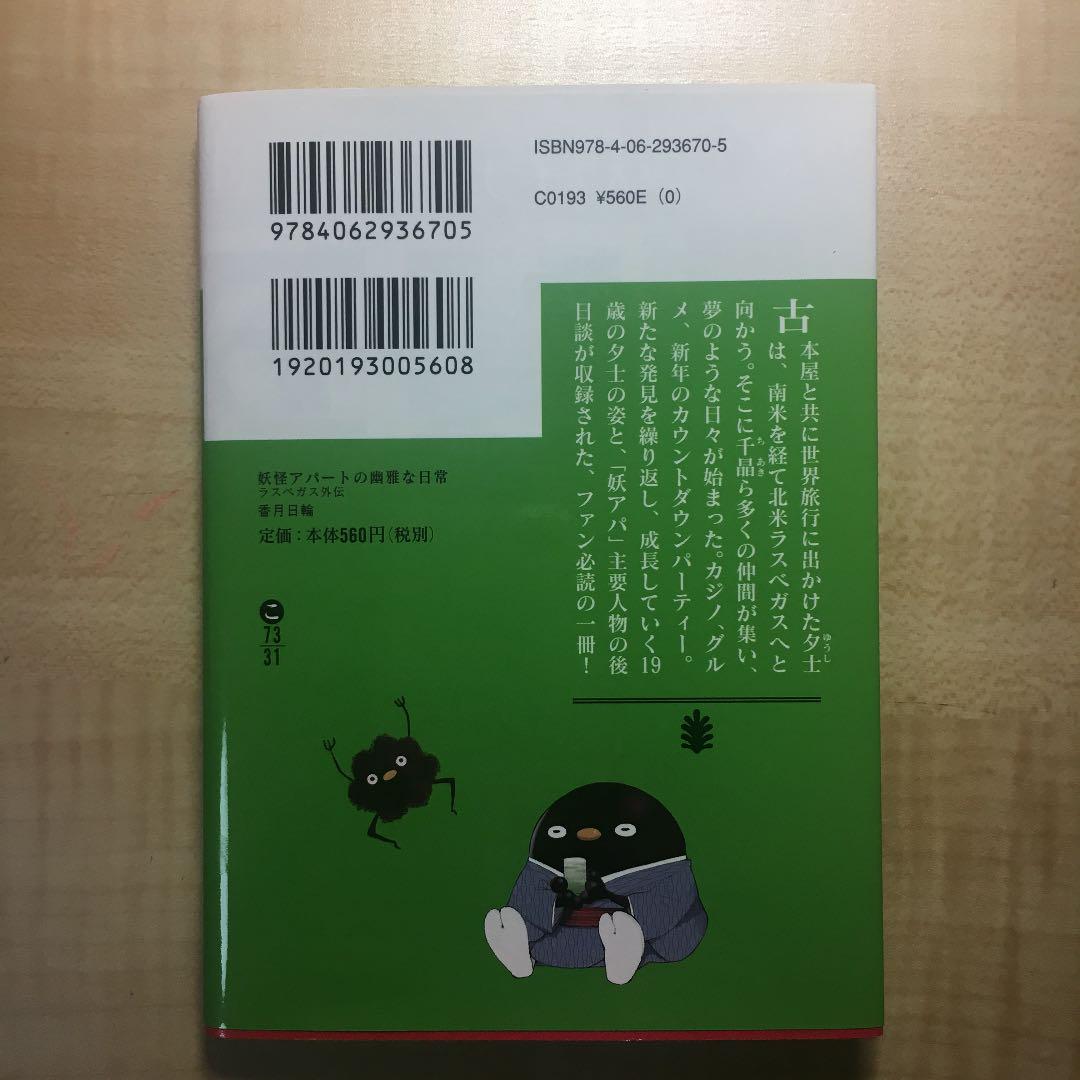 ISBN978-4-06-293670-5
C0193 ¥560E (0)
9784062936705
1920193005608
古本屋と共に世界旅行に出かけた夕士
は、南米を経て北米ラスベガスへと
向かう。そこに千晶ら多くの仲間が集い、
夢のような日々が始まった。カジノ、グル
メ、新年のカウントダウンパーティー。
新たな発見を繰り返し、成長していく19
歳の夕士の姿と、「妖アパ」主要人物の後
日談が収録された、ファン必読の一冊！
ゆうし
ちあき
妖怪アパートの幽雅な日常
ラスベガス外伝
香月日輪
定価：本体560円（税別）
こ
73
31